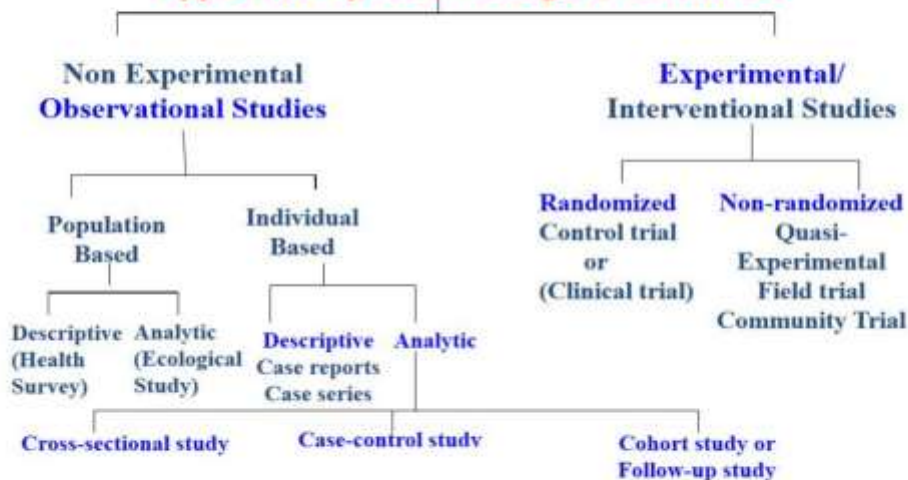 Non Experimental
Observational Studies
Experimental/
Interventional Studies
Population
Based
Individual
Based
Randomized
Control trial
or
(Clinical trial)
Non-randomized
Quasi-
Experimental
Field trial
Community Trial
Descriptive
(Health
Survey)
Analytic
(Ecological
Study)
Descriptive
Case reports
Case series
Analytic
Cross-sectional study
Case-control study
Cohort study or
Follow-up study